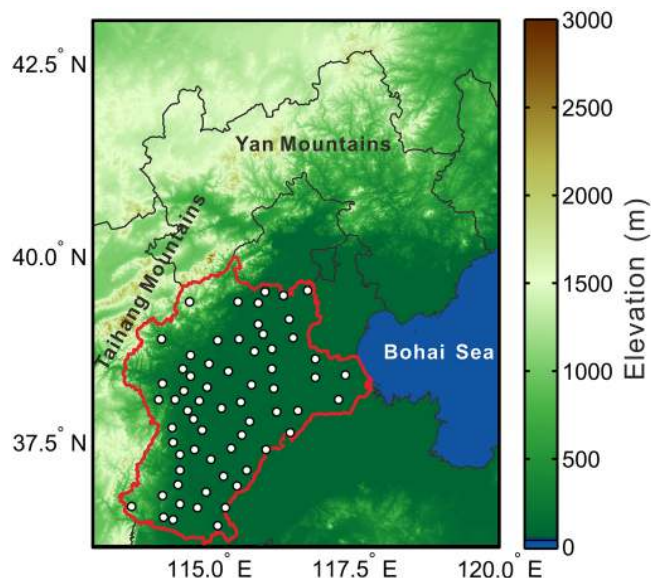 42.5° N
40.0° N
37.5° N
115.0° E
117.5° E
120.0° E
Yan Mountains
Taihang Mountains
Bohai Sea
3000
2500
2000
1500
1000
500
0
Elevation (m)